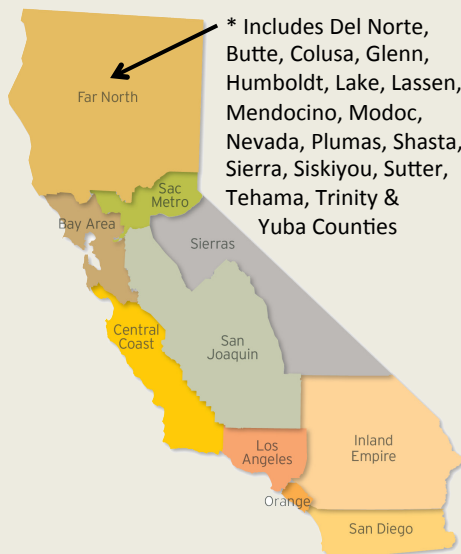 * Includes Del Norte,
Butte, Colusa, Glenn,
Humboldt, Lake, Lassen,
Mendocino, Modoc,
Nevada, Plumas, Shasta,
Sierra, Siskiyou, Sutter,
Tehama, Trinity &
Yuba Counties
Far North
Sac
Metro
Bay Area
Sierras
Central
Coast
San
Joaquin
Los
Angeles
Inland
Empire
Orange
San Diego